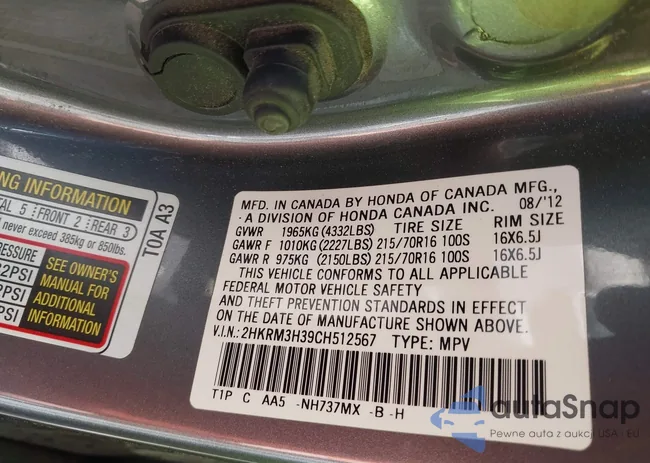 NG INFORMATION
TAL 5 FRONT 2 REAR 3
never exceed 385kg or 850lbs.
PRESSURE
2PSI
PSI
PSI
SEE OWNER'S
MANUAL FOR
ADDITIONAL
INFORMATION
T0A A3
MFD. IN CANADA BY HONDA OF CANADA MFG.,
· A DIVISION OF HONDA CANADA INC. 08/'12
GVWR 1965KG (4332LBS) TIRE SIZE RIM SIZE
GAWR F 1010KG (2227LBS) 215/70R16 100S 16X6.5J
GAWR R 975KG (2150LBS) 215/70R16 100S 16X6.5J
THIS VEHICLE CONFORMS TO ALL APPLICABLE
FEDERAL MOTOR VEHICLE SAFETY
AND THEFT PREVENTION STANDARDS IN EFFECT
ON THE DATE OF MANUFACTURE SHOWN ABOVE.
V.I.N.: 2HKRM3H39CH512567 TYPE: MPV
T1P C AA5 -NH737MX -B -H
autoSnap
Pewne auta z aukcji USA - EU